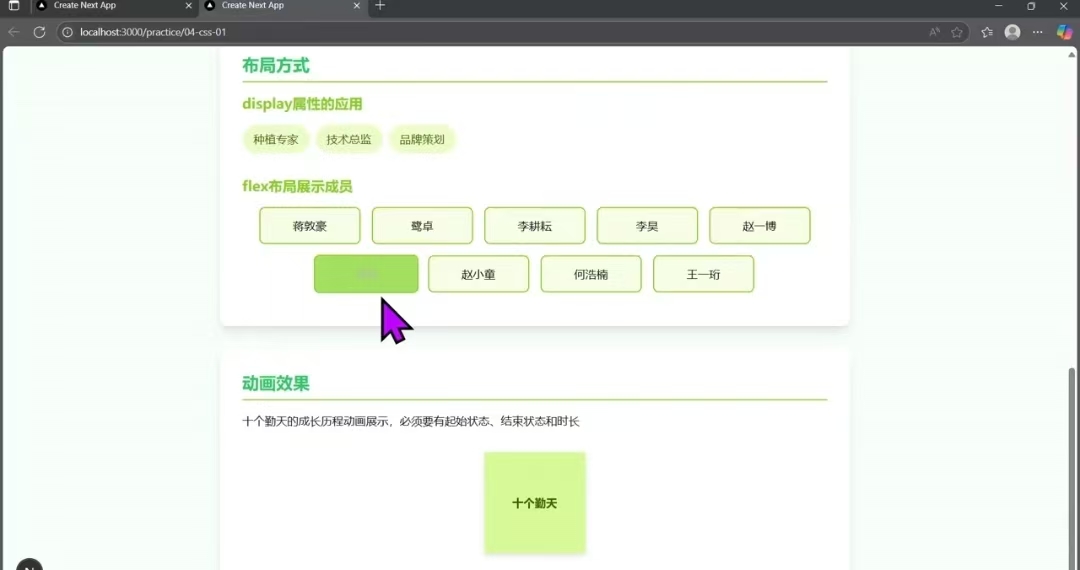 Create Next App
Create Next App
localhost:3000/practice/04-css-01
布局方式
display属性的应用
种植专家 技术总监 品牌策划
flex布局展示成员
蒋敦豪 鹭卓 李耕耘 李昊 赵一博
赵小童 何浩楠 王一珩
动画效果
十个勤天的成长历程动画展示，必须要有起始状态、结束状态和时长
十个勤天